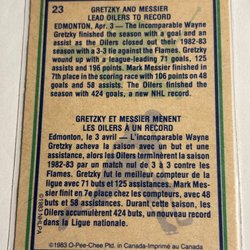 23
GRETZKY AND MESSIER
LEAD OILERS TO RECORD
EDMONTON, Apr. 3 — The incomparable Wayne
Gretzky finished the season with a goal and an
assist as the Oilers closed out their 1982-83
season with a 3-3 tie against the Flames. Gretzky
wound up with a league-leading 71 goals, 125
assists and 196 points. Mark Messier finished in
7th place in the scoring race with 106 points on 48
goals and 58 assists. The Oilers finished the
season with 424 goals, a new NHL record.
GRETZKY ET MESSIER MÈNENT
LES OILERS À UN RECORD
Edmonton, le 3 avril — L'incomparable Wayne
Gretzky acheva la saison avec un but et une
assistance, alors les Oilers terminèrent la saison
1982-83 par un match nul de 3 à 3 contre les
Flames. Gretzky fut le meilleur compteur de la
ligue avec 71 buts et 125 assistances. Mark Mes-
sier finit en 7e place chez les compteurs, avec 48
buts et 58 assistances. Durant cette saison, les
Oilers accumulèrent 424 buts, un nouveau record
dans la Ligue nationale.
©1983 NHLPA
©1983 O-Pee-Chee Ptd. in Canada-Imprimé au Canada